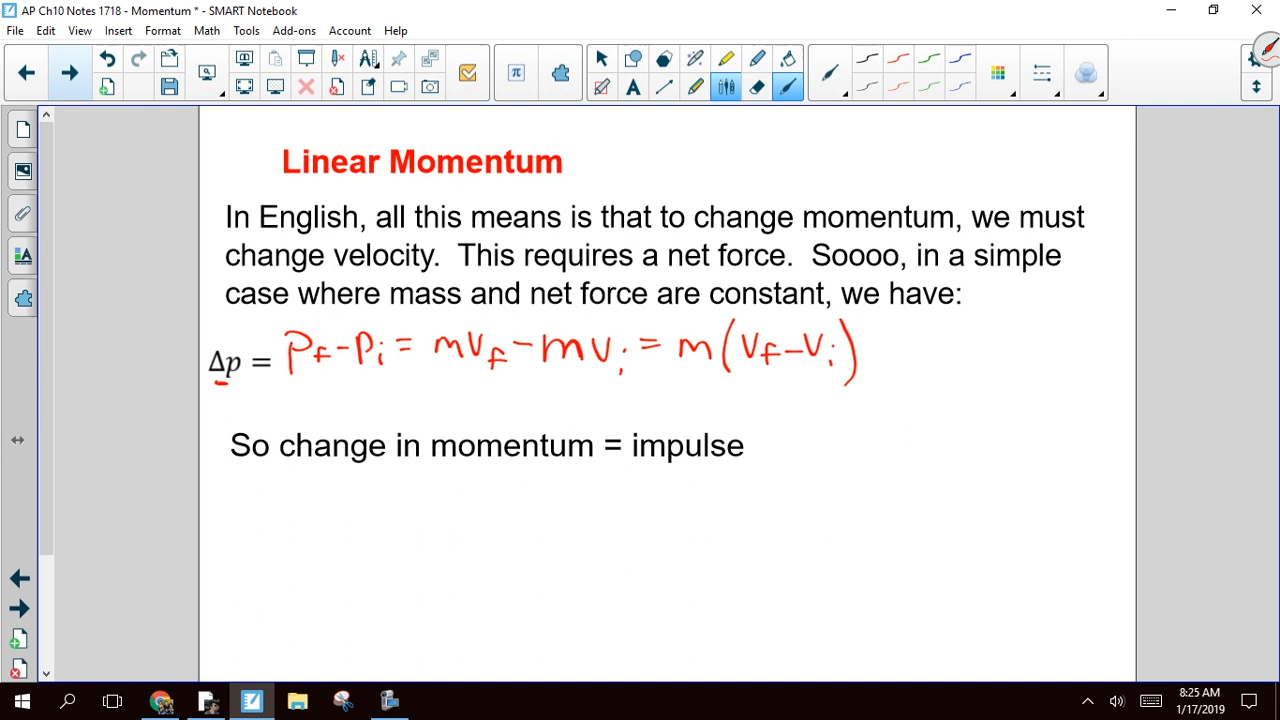 AP Ch10 Notes 1718 - Momentum * - SMART Notebook
File Edit View Insert Format Math Tools Add-ons Account Help
Linear Momentum
In English, all this means is that to change momentum, we must
change velocity. This requires a net force. Soooo, in a simple
case where mass and net force are constant, we have:
Δp = pf - pi = mvf - mvi = m(vf - vi)
So change in momentum = impulse
8:25 AM
1/17/2019